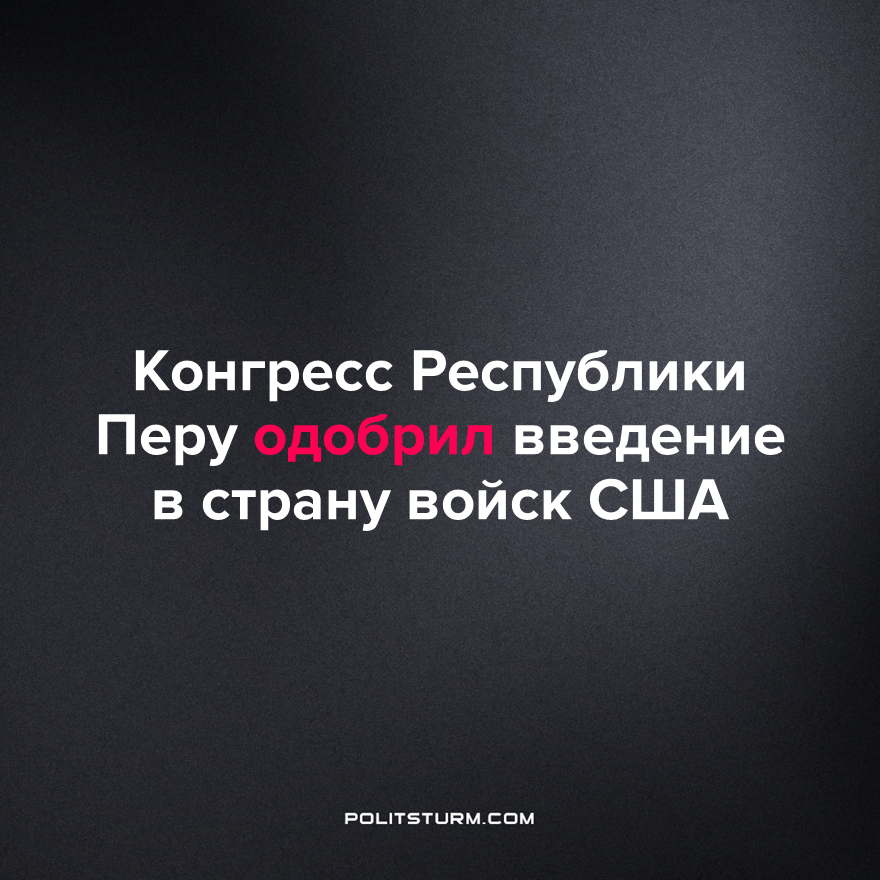 Конгресс Республики
Перу одобрил введение
в страну войск США
POLITSTURM.COM